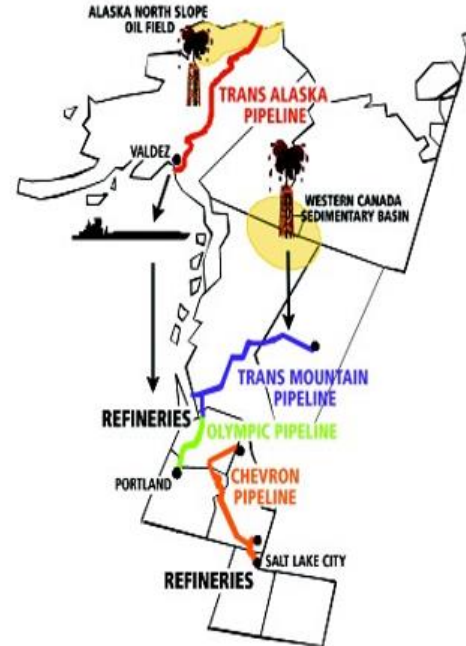 ALASKA NORTH SLOPE
OIL FIELD
TRANS ALASKA
PIPELINE
VALDEZ
WESTERN CANADA
SEDIMENTARY BASIN
TRANS MOUNTAIN
PIPELINE
REFINERIES
OLYMPIC PIPELINE
PORTLAND
CHEVRON
PIPELINE
SALT LAKE CITY
REFINERIES